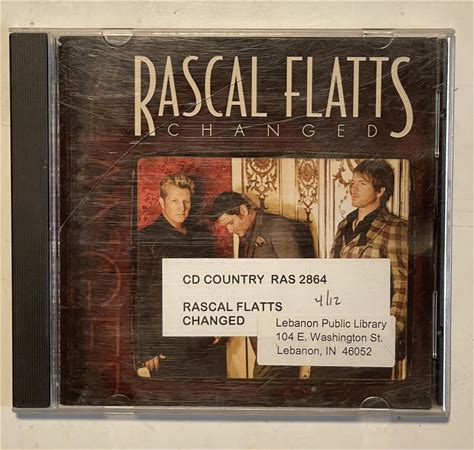 RASCAL FLATTS
CHANGED
CD COUNTRY RAS 2864
4/12
RASCAL FLATTS
CHANGED
Lebanon Public Library
104 E. Washington St.
Lebanon, IN 46052